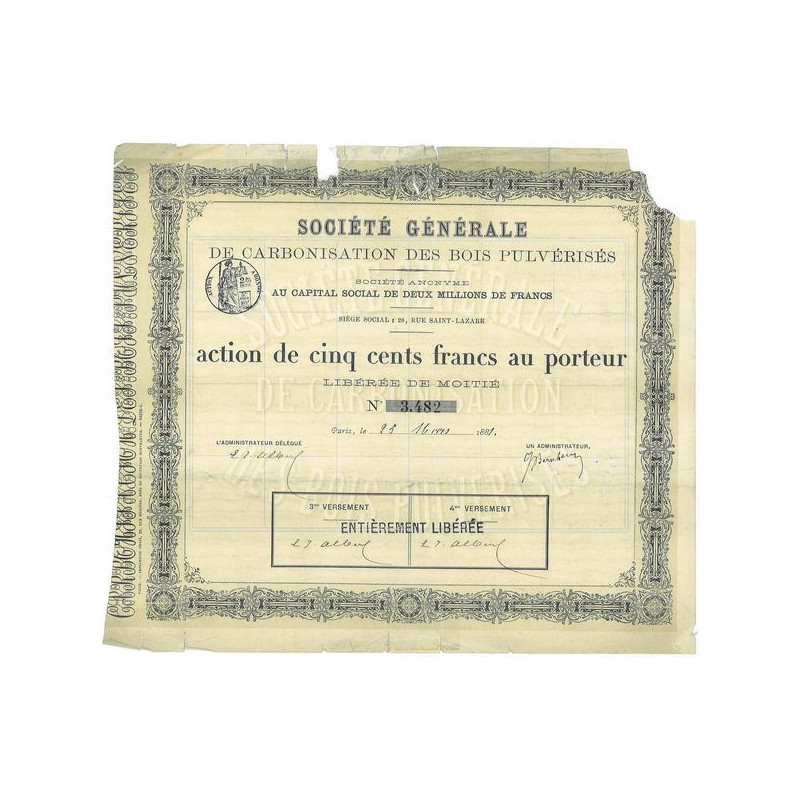 SOCIÉTÉ GÉNÉRALE
DE CARBONISATION DES BOIS PULVÉRISÉS
SOCIÉTÉ ANONYME
AU CAPITAL SOCIAL DE DEUX MILLIONS DE FRANCS
SIÈGE SOCIAL : 28, RUE SAINT-LAZARE
action de cinq cents francs au porteur
LIBÉRÉE DE MOITIÉ
N° 3.482
Paris, le 25 Mars 1881.
L'ADMINISTRATEUR DÉLÉGUÉ
UN ADMINISTRATEUR,
3me VERSEMENT 4me VERSEMENT
ENTIÈREMENT LIBÉRÉE